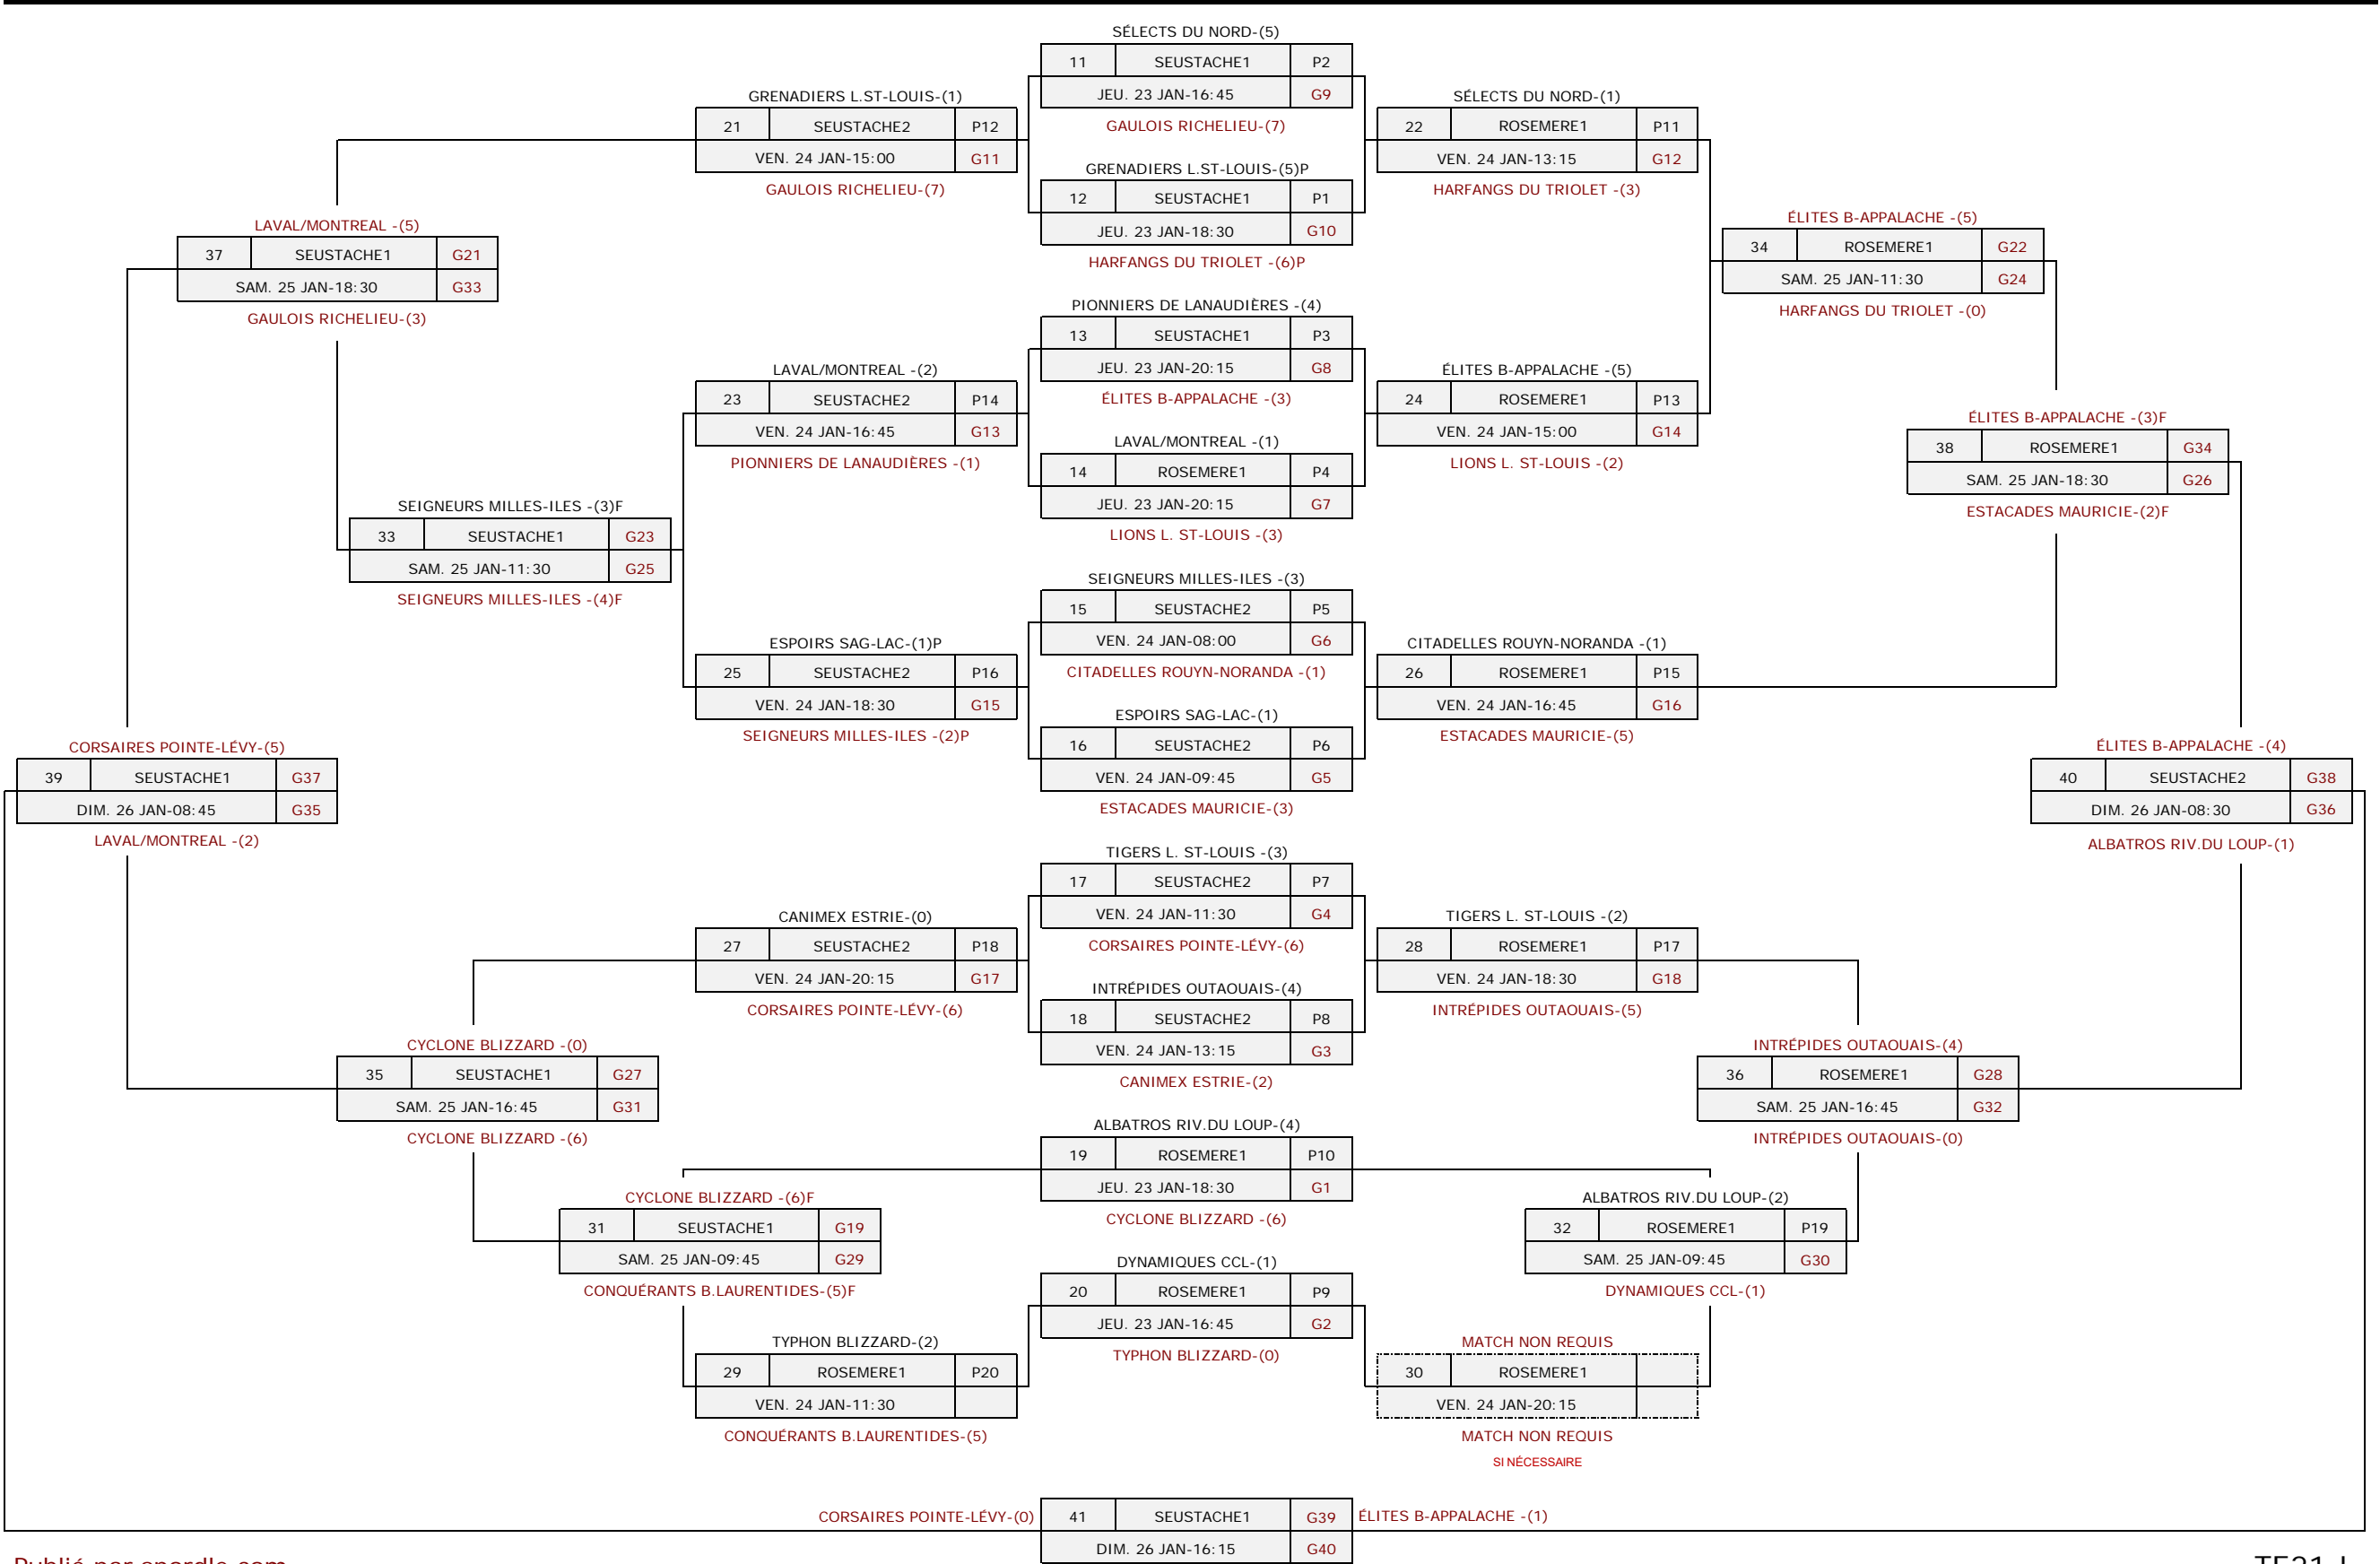 SÉLECTS DU NORD-(5)
11 SEUSTACHE1 P2
JEU. 23 JAN-16:45 G9
GAULOIS RICHELIEU-(7)
GRENADIERS L.ST-LOUIS-(1)
21 SEUSTACHE2 P12
VEN. 24 JAN-15:00 G11
GAULOIS RICHELIEU-(7)
SÉLECTS DU NORD-(1)
22 ROSEMERE1 P11
VEN. 24 JAN-13:15 G12
HARFANGS DU TRIOLET -(3)
GRENADIERS L.ST-LOUIS-(5)P
12 SEUSTACHE1 P1
JEU. 23 JAN-18:30 G10
HARFANGS DU TRIOLET -(6)P
LAVAL/MONTREAL -(5)
37 SEUSTACHE1 G21
SAM. 25 JAN-18:30 G33
GAULOIS RICHELIEU-(3)
ÉLITES B-APPALACHE -(5)
34 ROSEMERE1 G22
SAM. 25 JAN-11:30 G24
HARFANGS DU TRIOLET -(0)
PIONNIERS DE LANAUDIÈRES -(4)
13 SEUSTACHE1 P3
JEU. 23 JAN-20:15 G8
ÉLITES B-APPALACHE -(3)
LAVAL/MONTREAL -(2)
23 SEUSTACHE2 P14
VEN. 24 JAN-16:45 G13
PIONNIERS DE LANAUDIÈRES -(1)
ÉLITES B-APPALACHE -(5)
24 ROSEMERE1 P13
VEN. 24 JAN-15:00 G14
LIONS L. ST-LOUIS -(2)
LAVAL/MONTREAL -(1)
14 ROSEMERE1 P4
JEU. 23 JAN-20:15 G7
LIONS L. ST-LOUIS -(3)
ÉLITES B-APPALACHE -(3)F
38 ROSEMERE1 G34
SAM. 25 JAN-18:30 G26
ESTACADES MAURICIE-(2)F
SEIGNEURS MILLES-ILES -(3)F
33 SEUSTACHE1 G23
SAM. 25 JAN-11:30 G25
SEIGNEURS MILLES-ILES -(4)F
SEIGNEURS MILLES-ILES -(3)
15 SEUSTACHE2 P5
VEN. 24 JAN-08:00 G6
CITADELLES ROUYN-NORANDA -(1)
ESPOIRS SAG-LAC-(1)P
25 SEUSTACHE2 P16
VEN. 24 JAN-18:30 G15
SEIGNEURS MILLES-ILES -(2)P
CITADELLES ROUYN-NORANDA -(1)
26 ROSEMERE1 P15
VEN. 24 JAN-16:45 G16
ESTACADES MAURICIE-(5)
ESPOIRS SAG-LAC-(1)
16 SEUSTACHE2 P6
VEN. 24 JAN-09:45 G5
ESTACADES MAURICIE-(3)
CORSAIRES POINTE-LÉVY-(5)
39 SEUSTACHE1 G37
DIM. 26 JAN-08:45 G35
LAVAL/MONTREAL -(2)
ÉLITES B-APPALACHE -(4)
40 SEUSTACHE2 G38
DIM. 26 JAN-08:30 G36
ALBATROS RIV.DU LOUP-(1)
TIGERS L. ST-LOUIS -(3)
17 SEUSTACHE2 P7
VEN. 24 JAN-11:30 G4
CORSAIRES POINTE-LÉVY-(6)
CANIMEX ESTRIE-(0)
27 SEUSTACHE2 P18
VEN. 24 JAN-20:15 G17
CORSAIRES POINTE-LÉVY-(6)
TIGERS L. ST-LOUIS -(2)
28 ROSEMERE1 P17
VEN. 24 JAN-18:30 G18
INTRÉPIDES OUTAOUAIS-(5)
INTRÉPIDES OUTAOUAIS-(4)
18 SEUSTACHE2 P8
VEN. 24 JAN-13:15 G3
CANIMEX ESTRIE-(2)
CYCLONE BLIZZARD -(0)
35 SEUSTACHE1 G27
SAM. 25 JAN-16:45 G31
CYCLONE BLIZZARD -(6)
INTRÉPIDES OUTAOUAIS-(4)
36 ROSEMERE1 G28
SAM. 25 JAN-16:45 G32
INTRÉPIDES OUTAOUAIS-(0)
ALBATROS RIV.DU LOUP-(4)
19 ROSEMERE1 P10
JEU. 23 JAN-18:30 G1
CYCLONE BLIZZARD -(6)
CYCLONE BLIZZARD -(6)F
31 SEUSTACHE1 G19
SAM. 25 JAN-09:45 G29
CONQUÉRANTS B.LAURENTIDES-(5)F
ALBATROS RIV.DU LOUP-(2)
32 ROSEMERE1 P19
SAM. 25 JAN-09:45 G30
DYNAMIQUES CCL-(1)
DYNAMIQUES CCL-(1)
20 ROSEMERE1 P9
JEU. 23 JAN-16:45 G2
TYPHON BLIZZARD-(0)
TYPHON BLIZZARD-(2)
29 ROSEMERE1 P20
VEN. 24 JAN-11:30
CONQUÉRANTS B.LAURENTIDES-(5)
MATCH NON REQUIS
30 ROSEMERE1
VEN. 24 JAN-20:15
MATCH NON REQUIS
SI NÉCESSAIRE
CORSAIRES POINTE-LÉVY-(0) 41 SEUSTACHE1 G39 ÉLITES B-APPALACHE -(1)
DIM. 26 JAN-16:15 G40